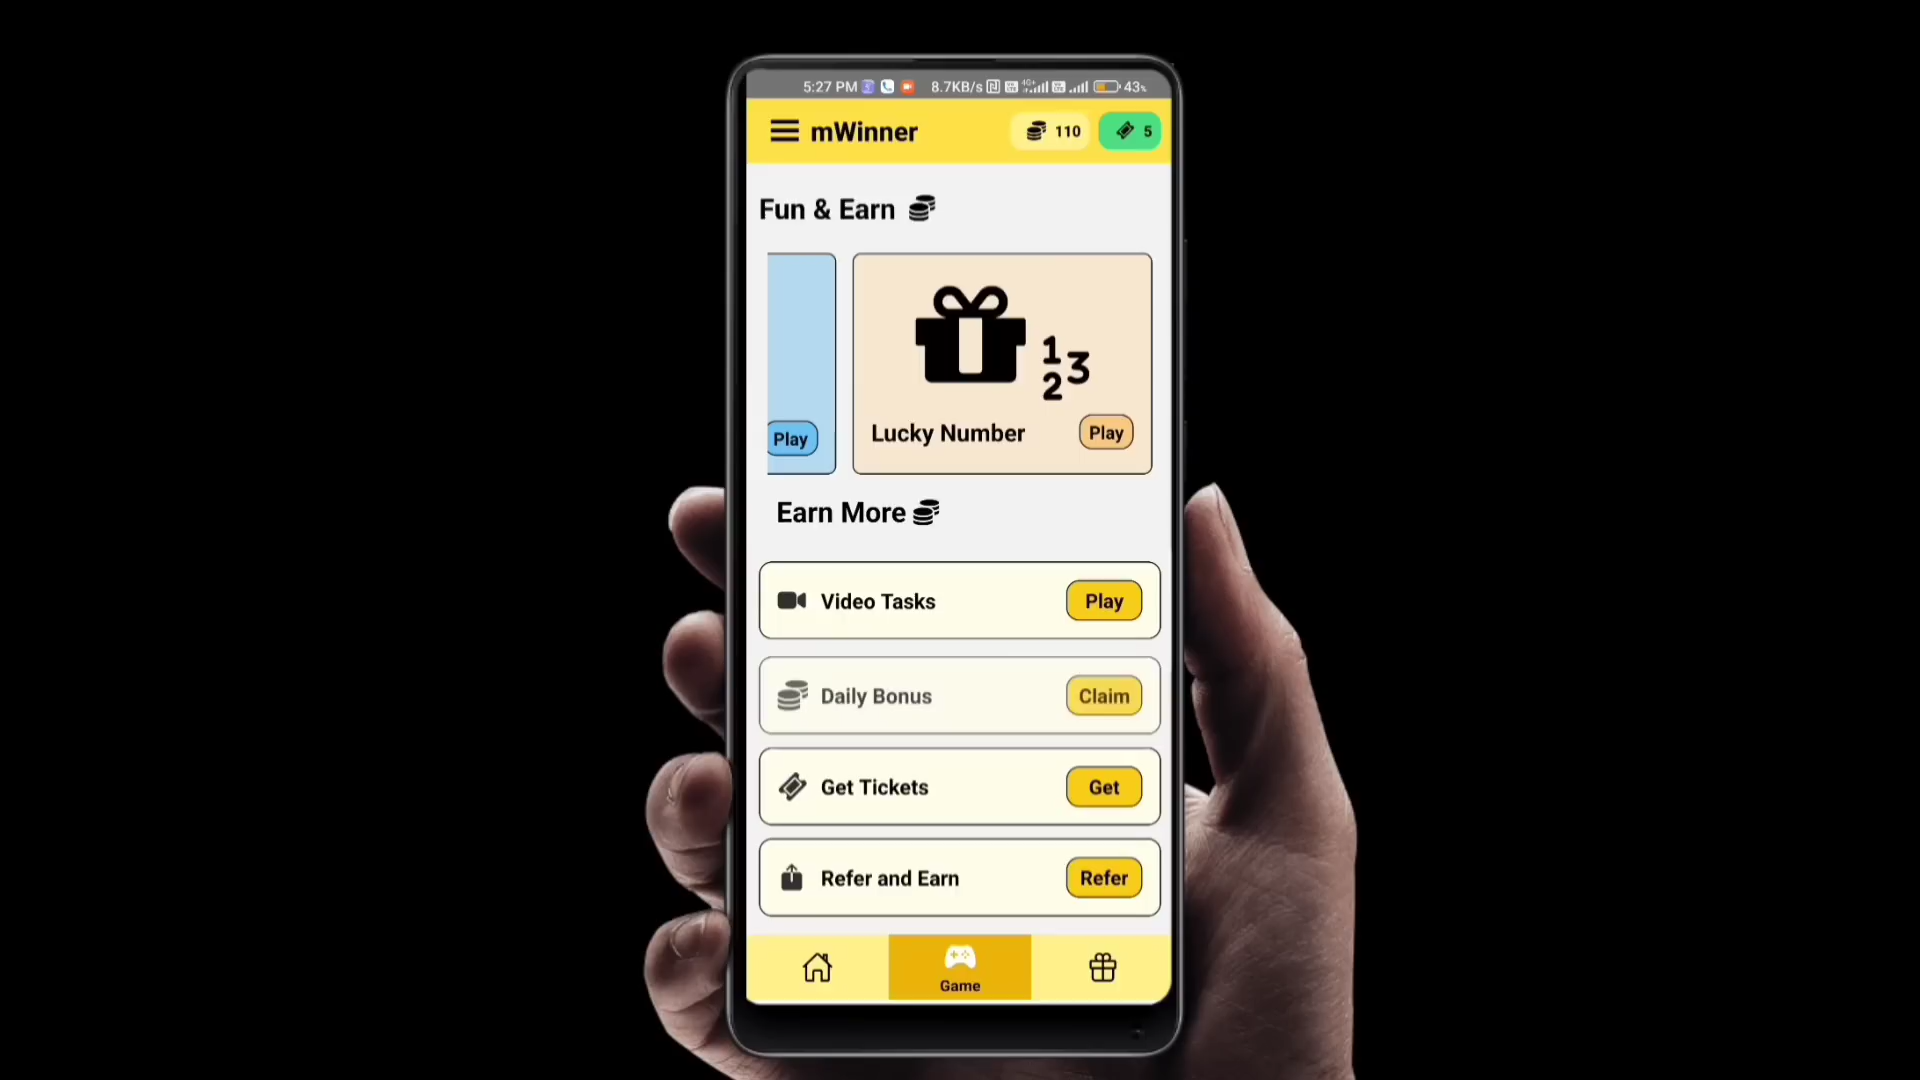 5:27 PM 8.7KB/s 4G+ 43%
mWinner 110 5
Fun & Earn
1
2 3
Play
Lucky Number Play
Earn More
Video Tasks Play
Daily Bonus Claim
Get Tickets Get
Refer and Earn Refer
Game